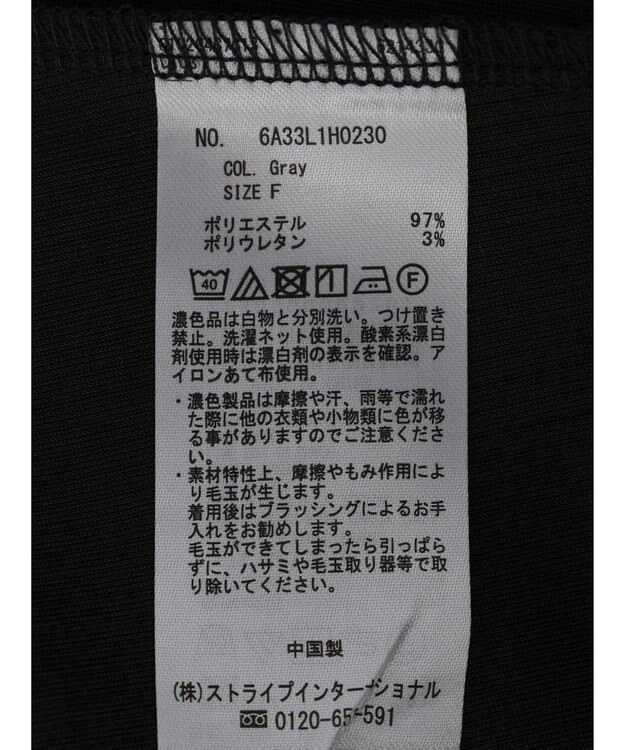 NO. 6A33L1H0230
COL. Gray
SIZE F
ポリエステル 97%
ポリウレタン 3%
40 F
濃色品は白物と分別洗い。つけ置き
禁止。洗濯ネット使用。酸素系漂白
剤使用時は漂白剤の表示を確認。ア
イロンあて布使用。
・濃色製品は摩擦や汗、雨等で濡れ
た際に他の衣類や小物類に色が移
る事がありますのでご注意くださ
い。
・素材特性上、摩擦やもみ作用によ
り毛玉が生じます。
着用後はブラッシングによるお手
入れをお勧めします。
毛玉ができてしまったら引っぱら
ずに、ハサミや毛玉取り器等で取
り除いてください。
中国製
(株)ストライプインターナショナル
0120-65-591